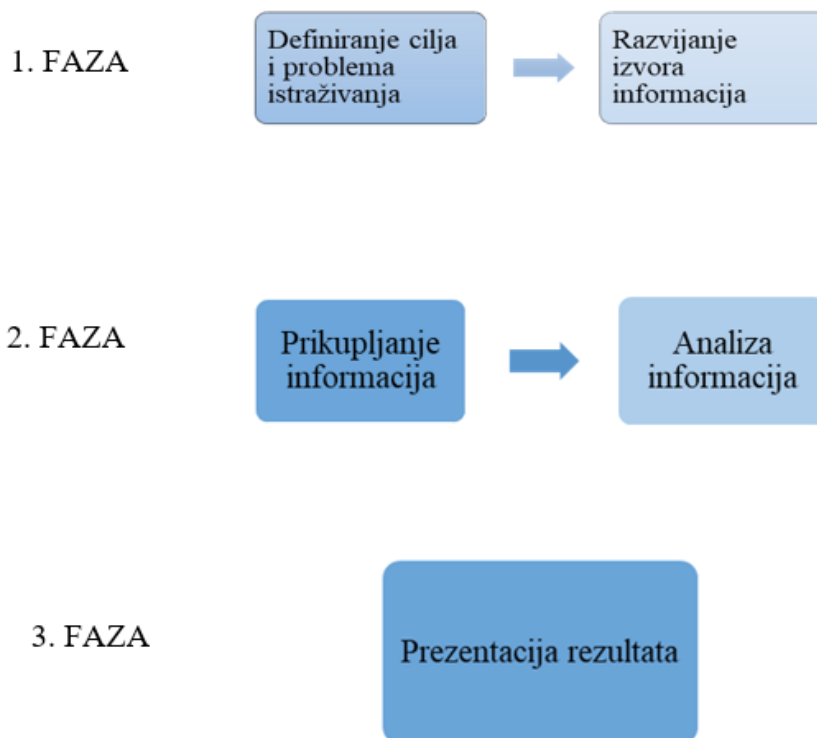 1. FAZA
Definiranje cilja
i problema
istraživanja
Razvijanje
izvora
informacija
2. FAZA
Prikupljanje
informacija
Analiza
informacija
3. FAZA
Prezentacija rezultata